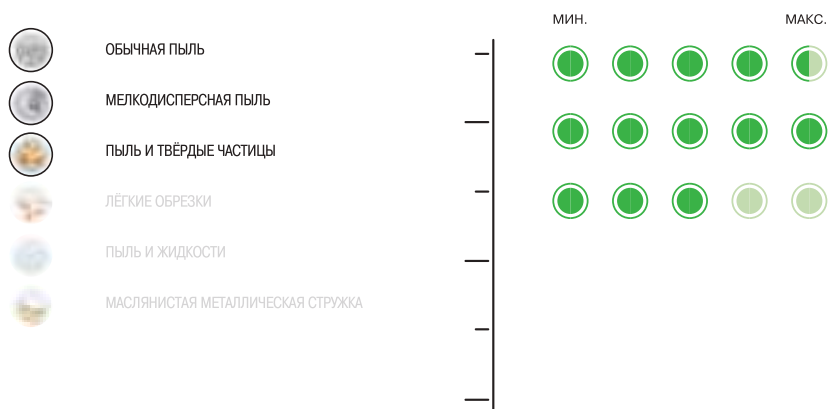 МИН. МАКС.
ОБЫЧНАЯ ПЫЛЬ
МЕЛКОДИСПЕРСНАЯ ПЫЛЬ
ПЫЛЬ И ТВЁРДЫЕ ЧАСТИЦЫ
ЛЁГКИЕ ОБРЕЗКИ
ПЫЛЬ И ЖИДКОСТИ
МАСЛЯНИСТАЯ МЕТАЛЛИЧЕСКАЯ СТРУЖКА